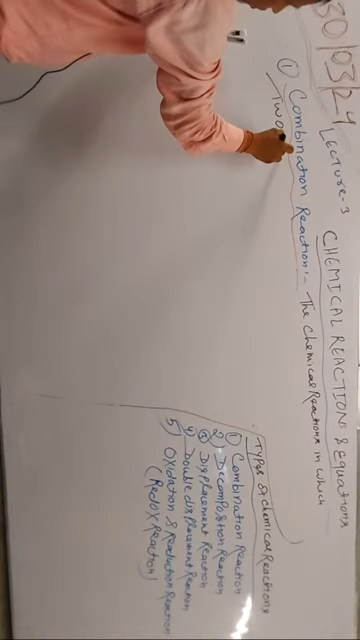 30/03/24
Lecture-3 CHEMICAL REACTIONS & Equations
① Combination Reaction:- The Chemical Reactions in which
Two
Types of Chemical Reactions
① Combination Reaction
2) Decomposition Reaction
③ Displacement Reaction
4) Double displacement Reaction
5) Oxidation & Reduction Reaction
(Redox Reaction)